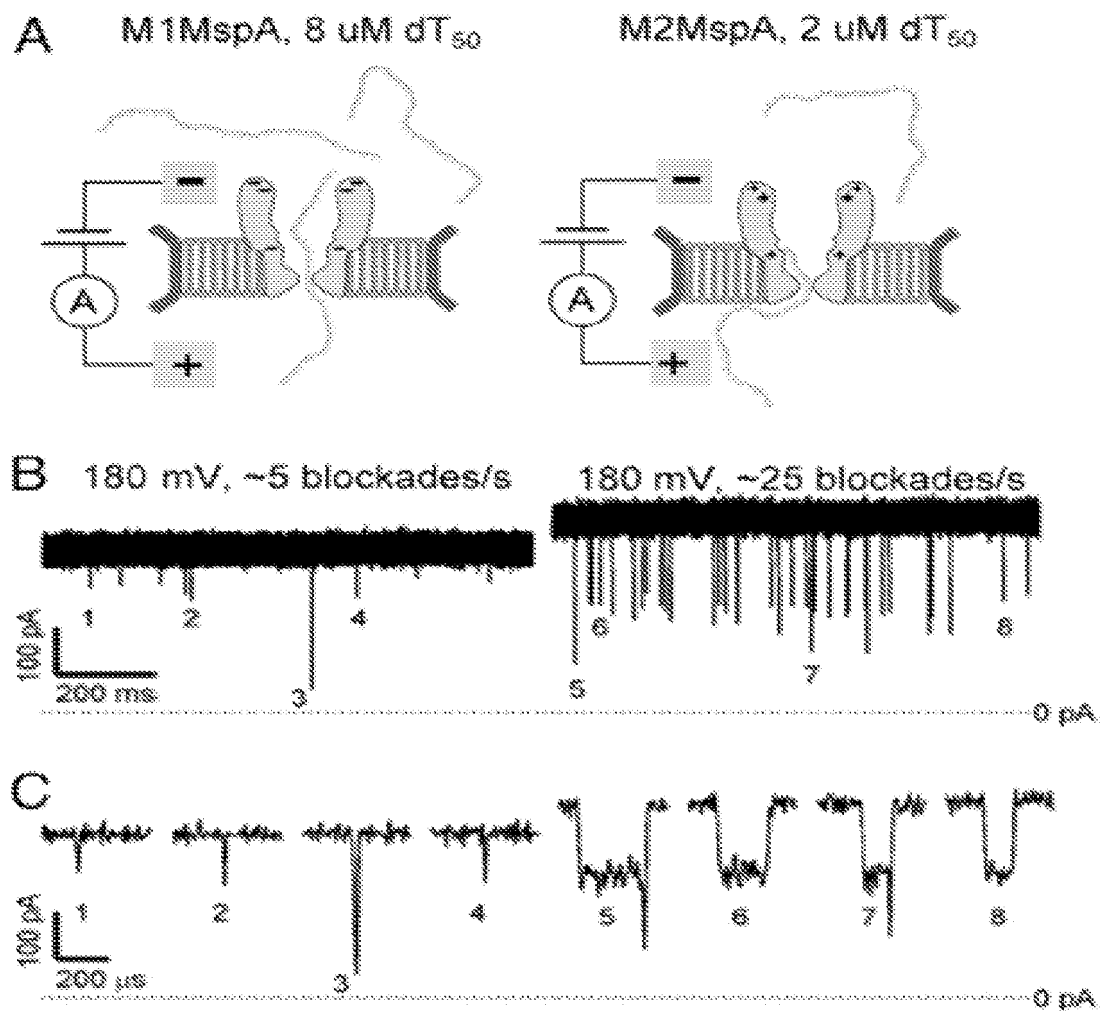 A M1MspA, 8 uM dT50 M2MspA, 2 uM dT50
− −
A A
+ +
B 180 mV, ~5 blockades/s 180 mV, ~25 blockades/s
1 2 3 4 5 6 7 8
100 pA
200 ms
0 pA
C
1 2 3 4 5 6 7 8
100 pA
200 µs
0 pA